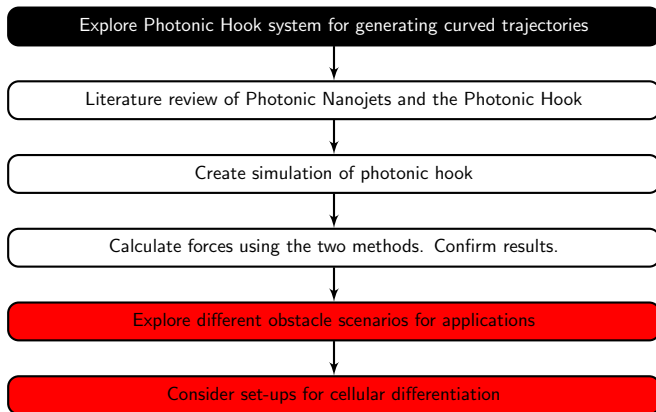 Explore Photonic Hook system for generating curved trajectories
Literature review of Photonic Nanojets and the Photonic Hook
Create simulation of photonic hook
Calculate forces using the two methods. Confirm results.
Explore different obstacle scenarios for applications
Consider set-ups for cellular differentiation